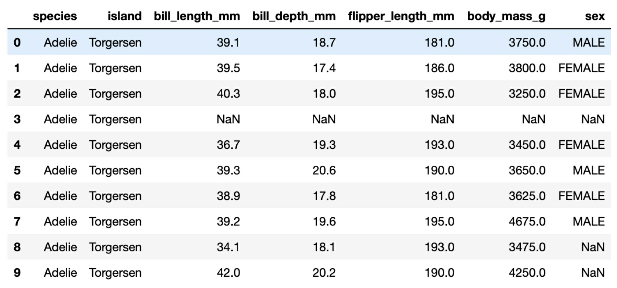 species island bill_length_mm bill_depth_mm flipper_length_mm body_mass_g sex
0 Adelie Torgersen 39.1 18.7 181.0 3750.0 MALE
1 Adelie Torgersen 39.5 17.4 186.0 3800.0 FEMALE
2 Adelie Torgersen 40.3 18.0 195.0 3250.0 FEMALE
3 Adelie Torgersen NaN NaN NaN NaN NaN
4 Adelie Torgersen 36.7 19.3 193.0 3450.0 FEMALE
5 Adelie Torgersen 39.3 20.6 190.0 3650.0 MALE
6 Adelie Torgersen 38.9 17.8 181.0 3625.0 FEMALE
7 Adelie Torgersen 39.2 19.6 195.0 4675.0 MALE
8 Adelie Torgersen 34.1 18.1 193.0 3475.0 NaN
9 Adelie Torgersen 42.0 20.2 190.0 4250.0 NaN